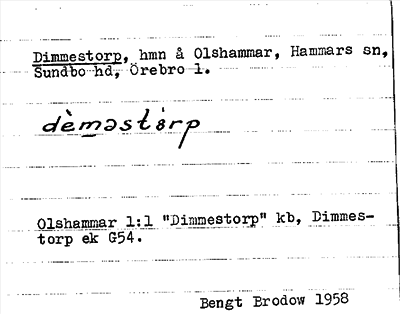 Dimmestorp, hmn å Olshammar, Hammars sn,
Sundbo hd, Örebro l.
dèməstòrp
Olshammar 1:1 "Dimmestorp" kb, Dimmes-
torp ek G54.
Bengt Brodow 1958